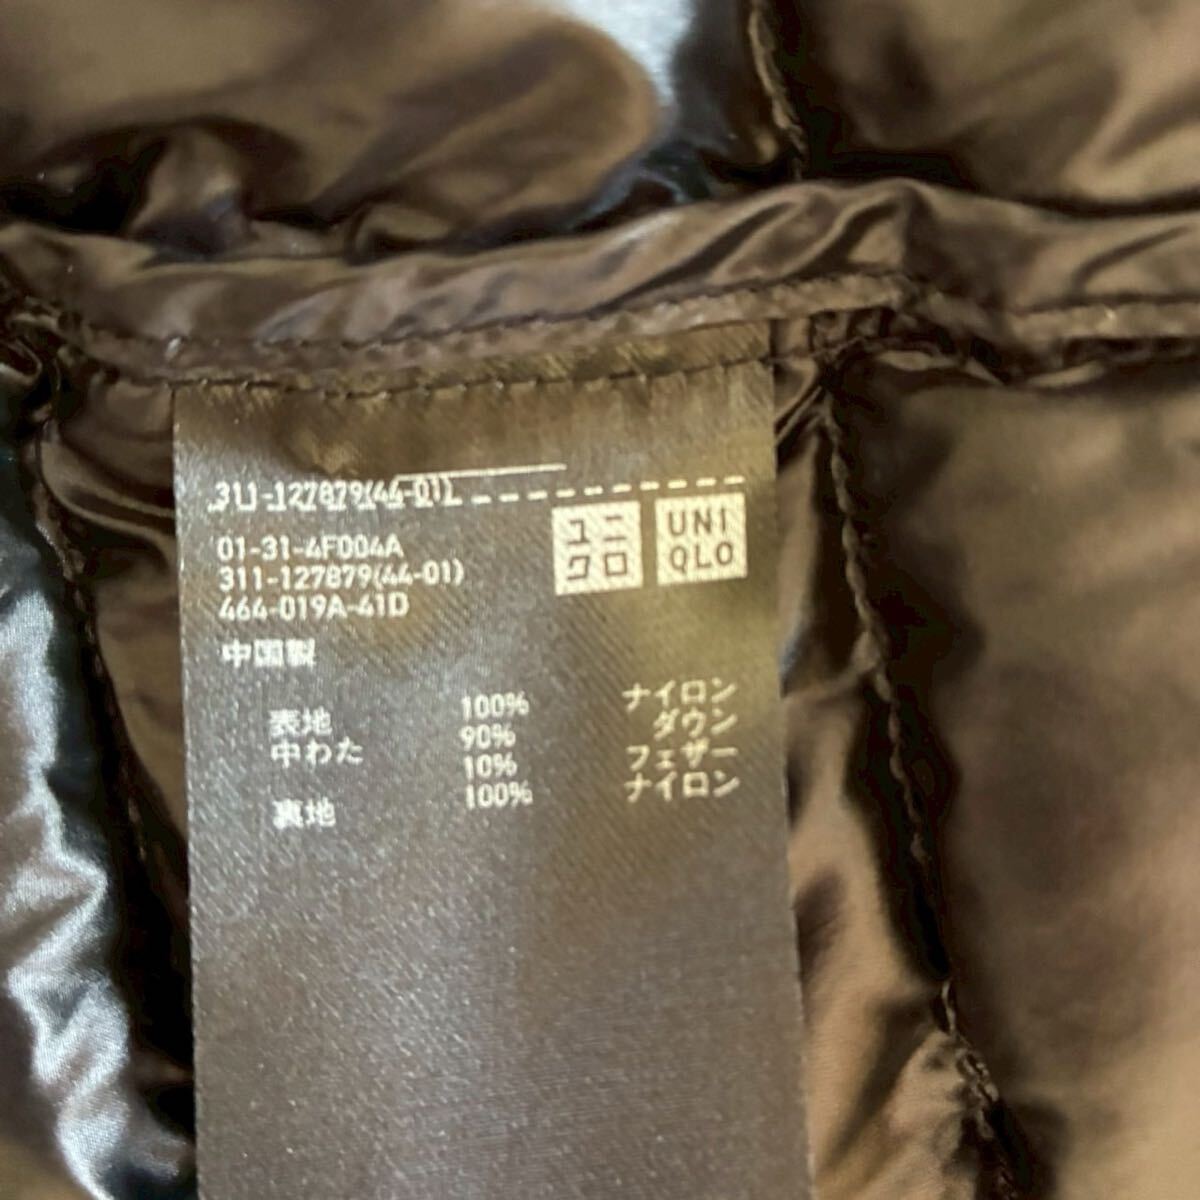 311-127879(44-01)
01-31-4F004A
311-127879(44-01)
464-019A-41D
ユニクロ
UNIQLO
中国製
表地 100% ナイロン
中わた 90% ダウン
10% フェザー
裏地 100% ナイロン